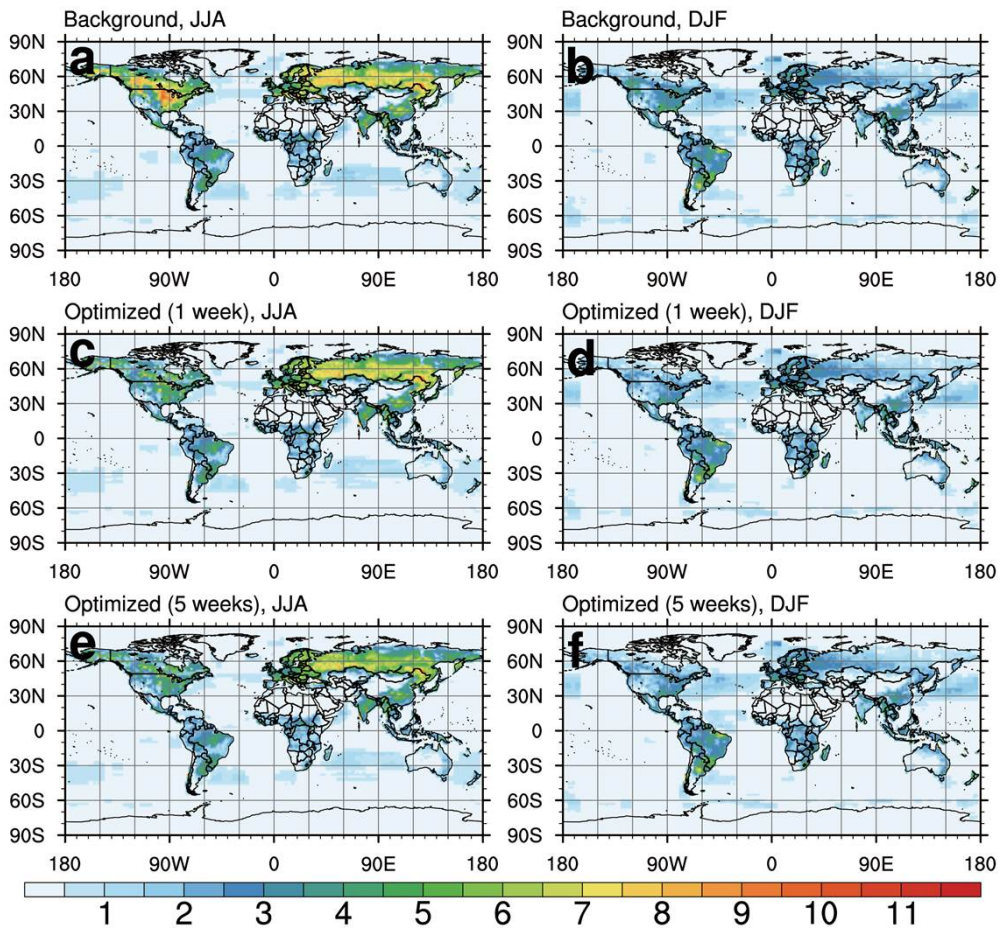 Background, JJA
Background, DJF
a
b
90N
60N
30N
0
30S
60S
90S
90N
60N
30N
0
30S
60S
90S
180 90W 0 90E 180
180 90W 0 90E 180
Optimized (1 week), JJA
Optimized (1 week), DJF
c
d
90N
60N
30N
0
30S
60S
90S
90N
60N
30N
0
30S
60S
90S
180 90W 0 90E 180
180 90W 0 90E 180
Optimized (5 weeks), JJA
Optimized (5 weeks), DJF
e
f
90N
60N
30N
0
30S
60S
90S
90N
60N
30N
0
30S
60S
90S
180 90W 0 90E 180
180 90W 0 90E 180
1 2 3 4 5 6 7 8 9 10 11